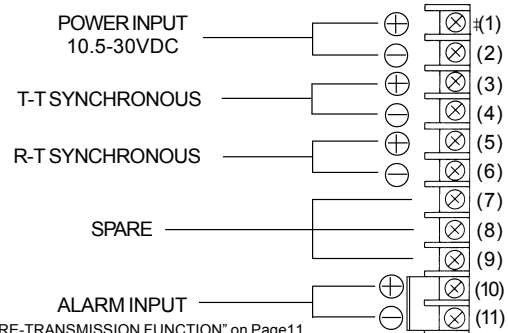 POWER INPUT
10.5-30VDC
T-T SYNCHRONOUS
R-T SYNCHRONOUS
SPARE
ALARM INPUT
RE-TRANSMISSION FUNCTION" on Page11
(1)
(2)
(3)
(4)
(5)
(6)
(7)
(8)
(9)
(10)
(11)